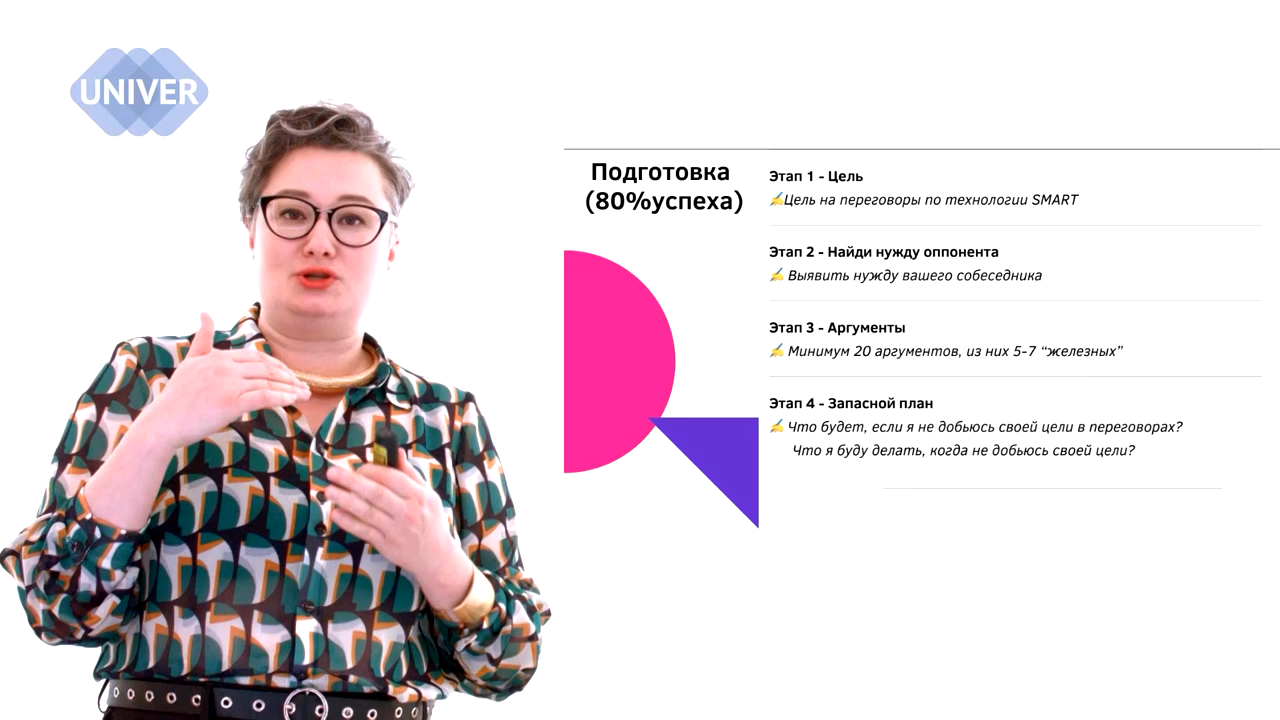 UNIVER
Подготовка
(80%успеха)
Этап 1 - Цель
✍Цель на переговоры по технологии SMART
Этап 2 - Найди нужду оппонента
✍ Выявить нужду вашего собеседника
Этап 3 - Аргументы
✍ Минимум 20 аргументов, из них 5-7 “железных”
Этап 4 - Запасной план
✍ Что будет, если я не добьюсь своей цели в переговорах?
Что я буду делать, когда не добьюсь своей цели?